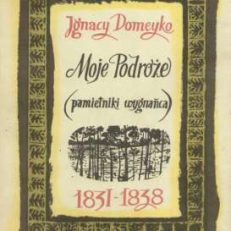 Ignacy Domeyko
Moje Podróże
(pamiętniki wygnańca)
1831-1838